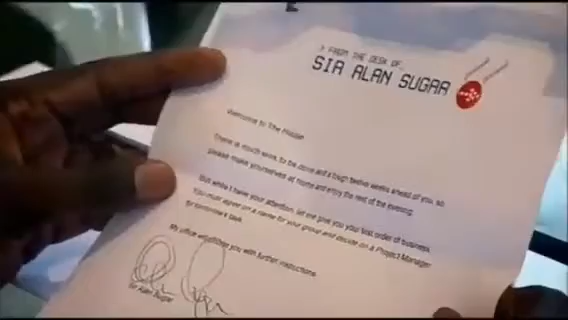 FROM THE DESK OF...
SIR ALAN SUGAR
Welcome to The House
There is much work to be done and a tough twelve weeks ahead of you, so
please make yourselves at home and enjoy the rest of the evening.
But while I have your attention, let me give you your first order of business.
You must agree on a name for your group and decide on a Project Manager
for tomorrow's task.
My office will phone you with further instructions.
Sir Alan Sugar